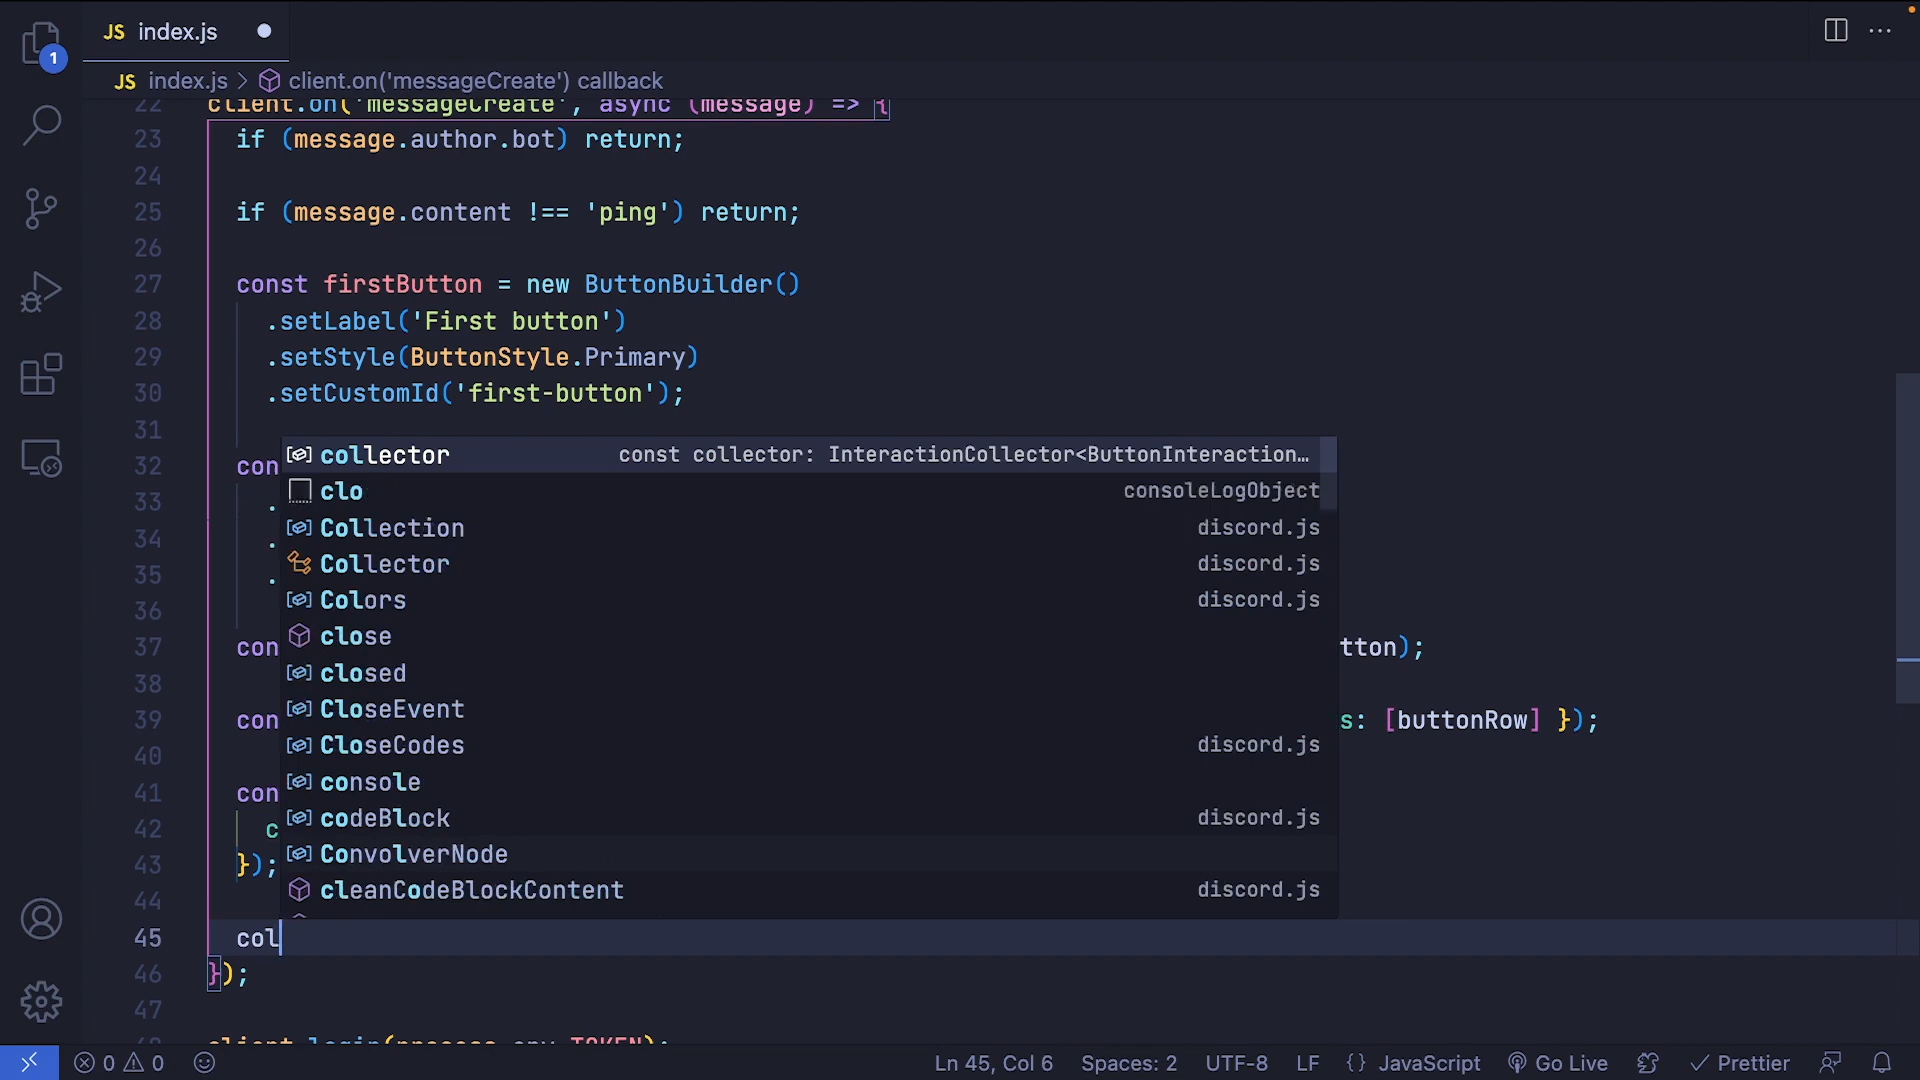 JS index.js
JS index.js > client.on('messageCreate') callback
22 client.on('messageCreate', async (message) => {
23 if (message.author.bot) return;
24
25 if (message.content !== 'ping') return;
26
27 const firstButton = new ButtonBuilder()
28 .setLabel('First button')
29 .setStyle(ButtonStyle.Primary)
30 .setCustomId('first-button');
31
collector const collector: InteractionCollector<ButtonInteraction…
32 con
clo consoleLogObject
33 .
Collection discord.js
34 .
Collector discord.js
35 .
Colors discord.js
36
close
37 con tton);
closed
38
CloseEvent
39 con s: [buttonRow] });
CloseCodes discord.js
40
console
41 con
codeBlock discord.js
42 c
ConvolverNode
43 });
cleanCodeBlockContent discord.js
44
45 col
46 });
47
48 client.login(process.env.TOKEN);
1
0 0 Ln 45, Col 6 Spaces: 2 UTF-8 LF {} JavaScript Go Live Prettier